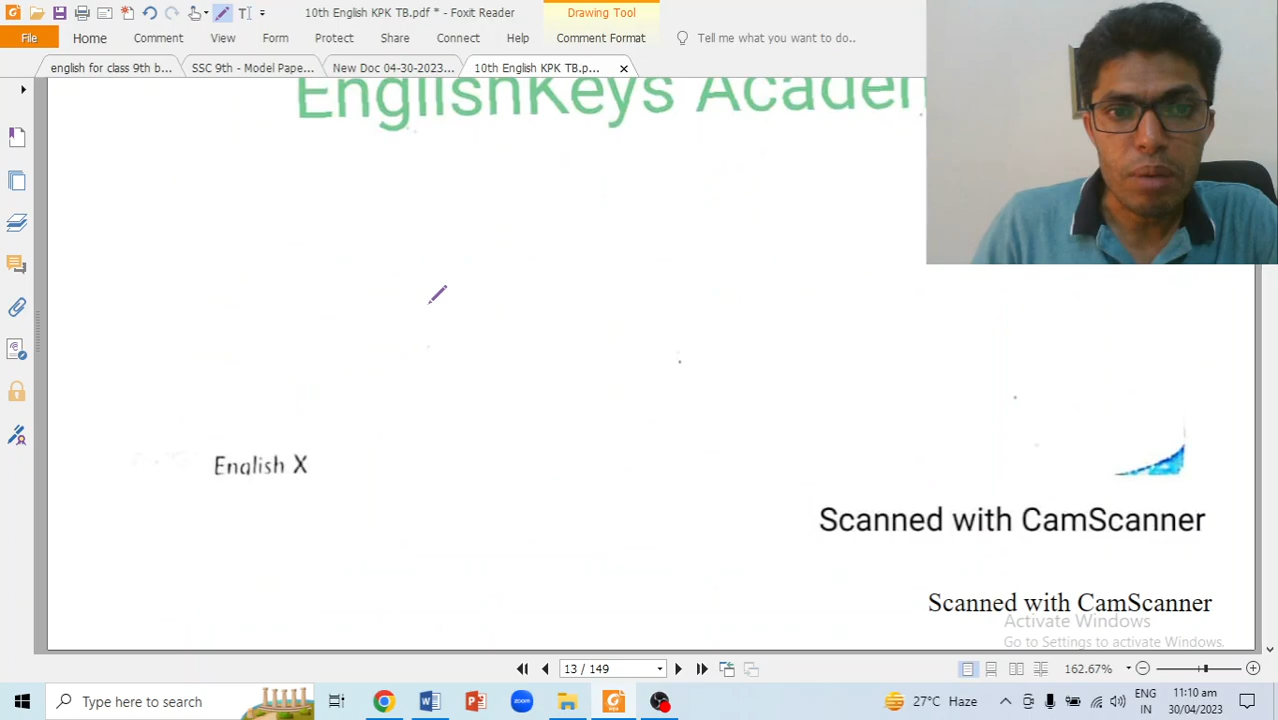 10th English KPK TB.pdf * - Foxit Reader
Drawing Tool
File
Home
Comment
View
Form
Protect
Share
Connect
Help
Comment Format
Tell me what you want to do..
english for class 9th b...
SSC 9th - Model Pape...
New Doc 04-30-2023...
10th English KPK TB.p...
EnglishKeys Academ
English X
Scanned with CamScanner
Scanned with CamScanner
Activate Windows
Go to Settings to activate Windows.
13 / 149
162.67%
Type here to search
zoom
27°C Haze
ENG
IN
11:10 am
30/04/2023